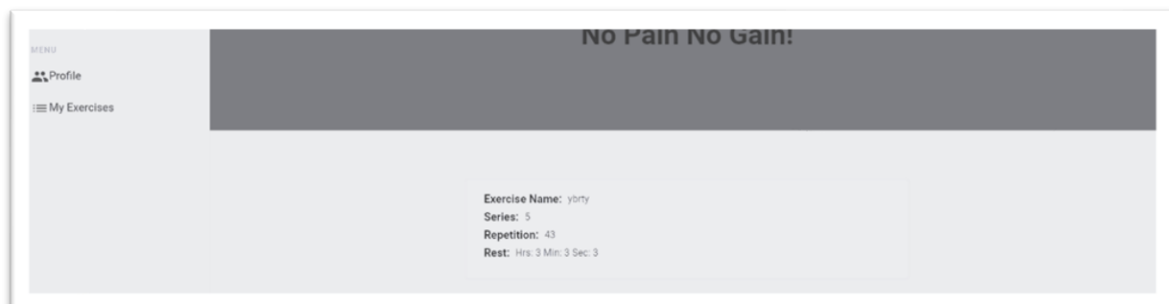 No Pain No Gain!
MENU
Profile
My Exercises
Exercise Name: ybrty
Series: 5
Repetition: 43
Rest: Hrs: 3 Min: 3 Sec: 3